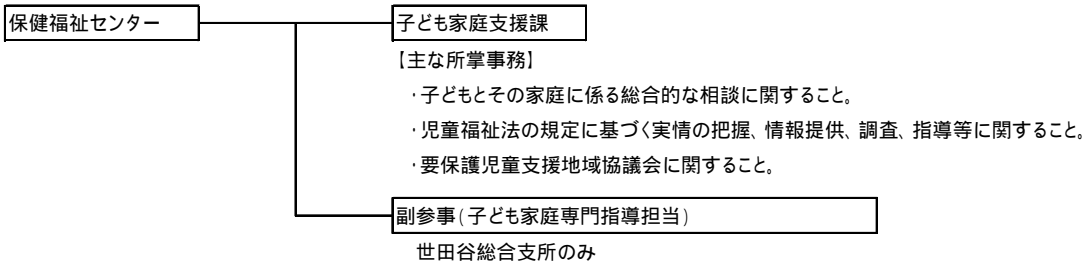 保健福祉センター
子ども家庭支援課
【主な所掌事務】
・子どもとその家庭に係る総合的な相談に関すること。
・児童福祉法の規定に基づく実情の把握、情報提供、調査、指導等に関すること。
・要保護児童支援地域協議会に関すること。
副参事(子ども家庭専門指導担当)
世田谷総合支所のみ